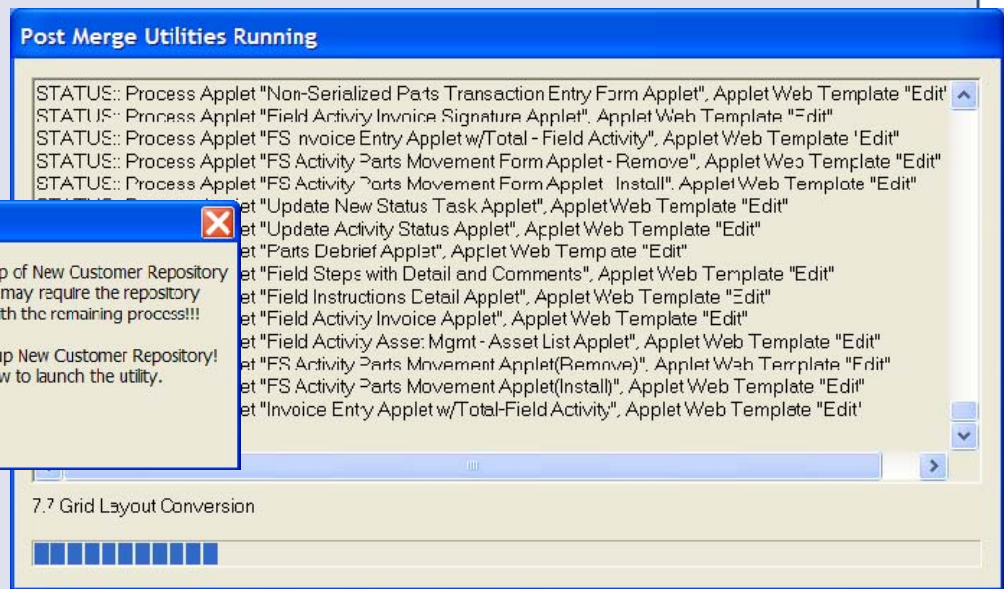 Post Merge Utilities Running
STATUS:: Process Applet "Non-Serialized Parts Transaction Entry Form Applet", Applet Web Template "Edit"
STATUS:: Process Applet "Field Activity Invoice Signature Applet", Applet Web Template "Edit"
STATUS:: Process Applet "FS Invoice Entry Applet w/Total - Field Activity", Applet Web Template "Edit"
STATUS:: Process Applet "FS Activity Parts Movement Form Applet - Remove", Applet Web Template "Edit"
STATUS:: Process Applet "FS Activity Parts Movement Form Applet - Install", Applet Web Template "Edit"
et "Update New Status Task Applet", Applet Web Template "Edit"
et "Update Activity Status Applet", Applet Web Template "Edit"
et "Parts Debrief Applet", Applet Web Template "Edit"
et "Field Steps with Detail and Comments", Applet Web Template "Edit"
et "Field Instructions Detail Applet", Applet Web Template "Edit"
et "Field Activity Invoice Applet", Applet Web Template "Edit"
et "Field Activity Asset Mgmt - Asset List Applet", Applet Web Template "Edit"
et "FS Activity Parts Movement Applet(Remove)", Applet Web Template "Edit"
et "FS Activity Parts Movement Applet(Install)", Applet Web Template "Edit"
et "Invoice Entry Applet w/Total-Field Activity", Applet Web Template "Edit"
p of New Customer Repository
may require the repository
th the remaining process!!!
up New Customer Repository!
w to launch the utility.
7.7 Grid Layout Conversion